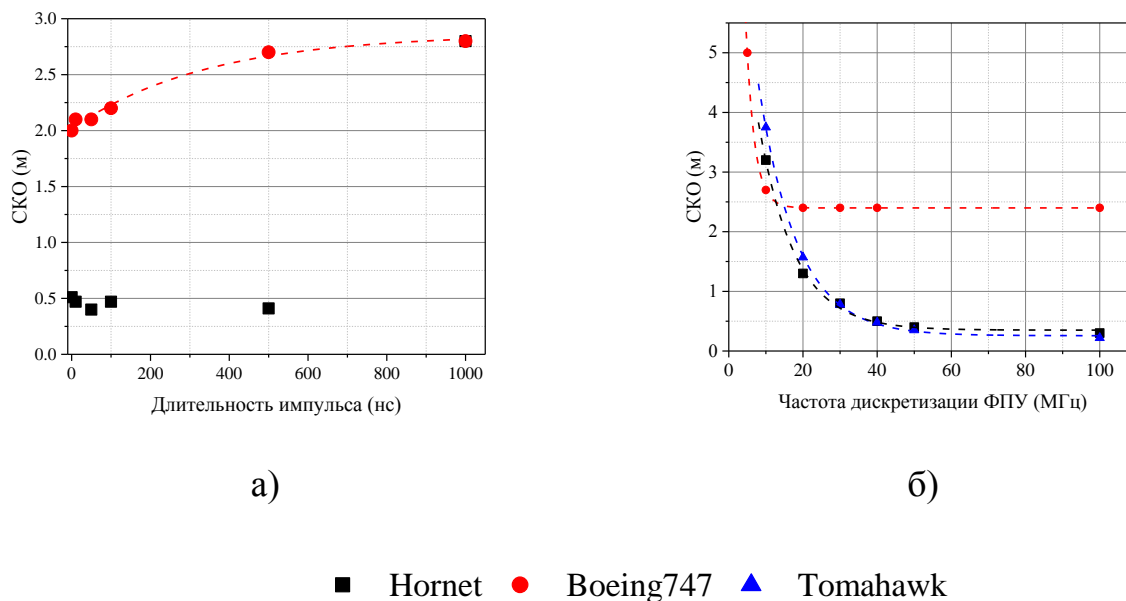 3.0
2.5
2.0
1.5
1.0
0.5
0.0
СКО (м)
0 200 400 600 800 1000
Длительность импульса (нс)
а)
5
4
3
2
1
0
СКО (м)
0 20 40 60 80 100
Частота дискретизации ФПУ (МГц)
б)
Hornet Boeing747 Tomahawk